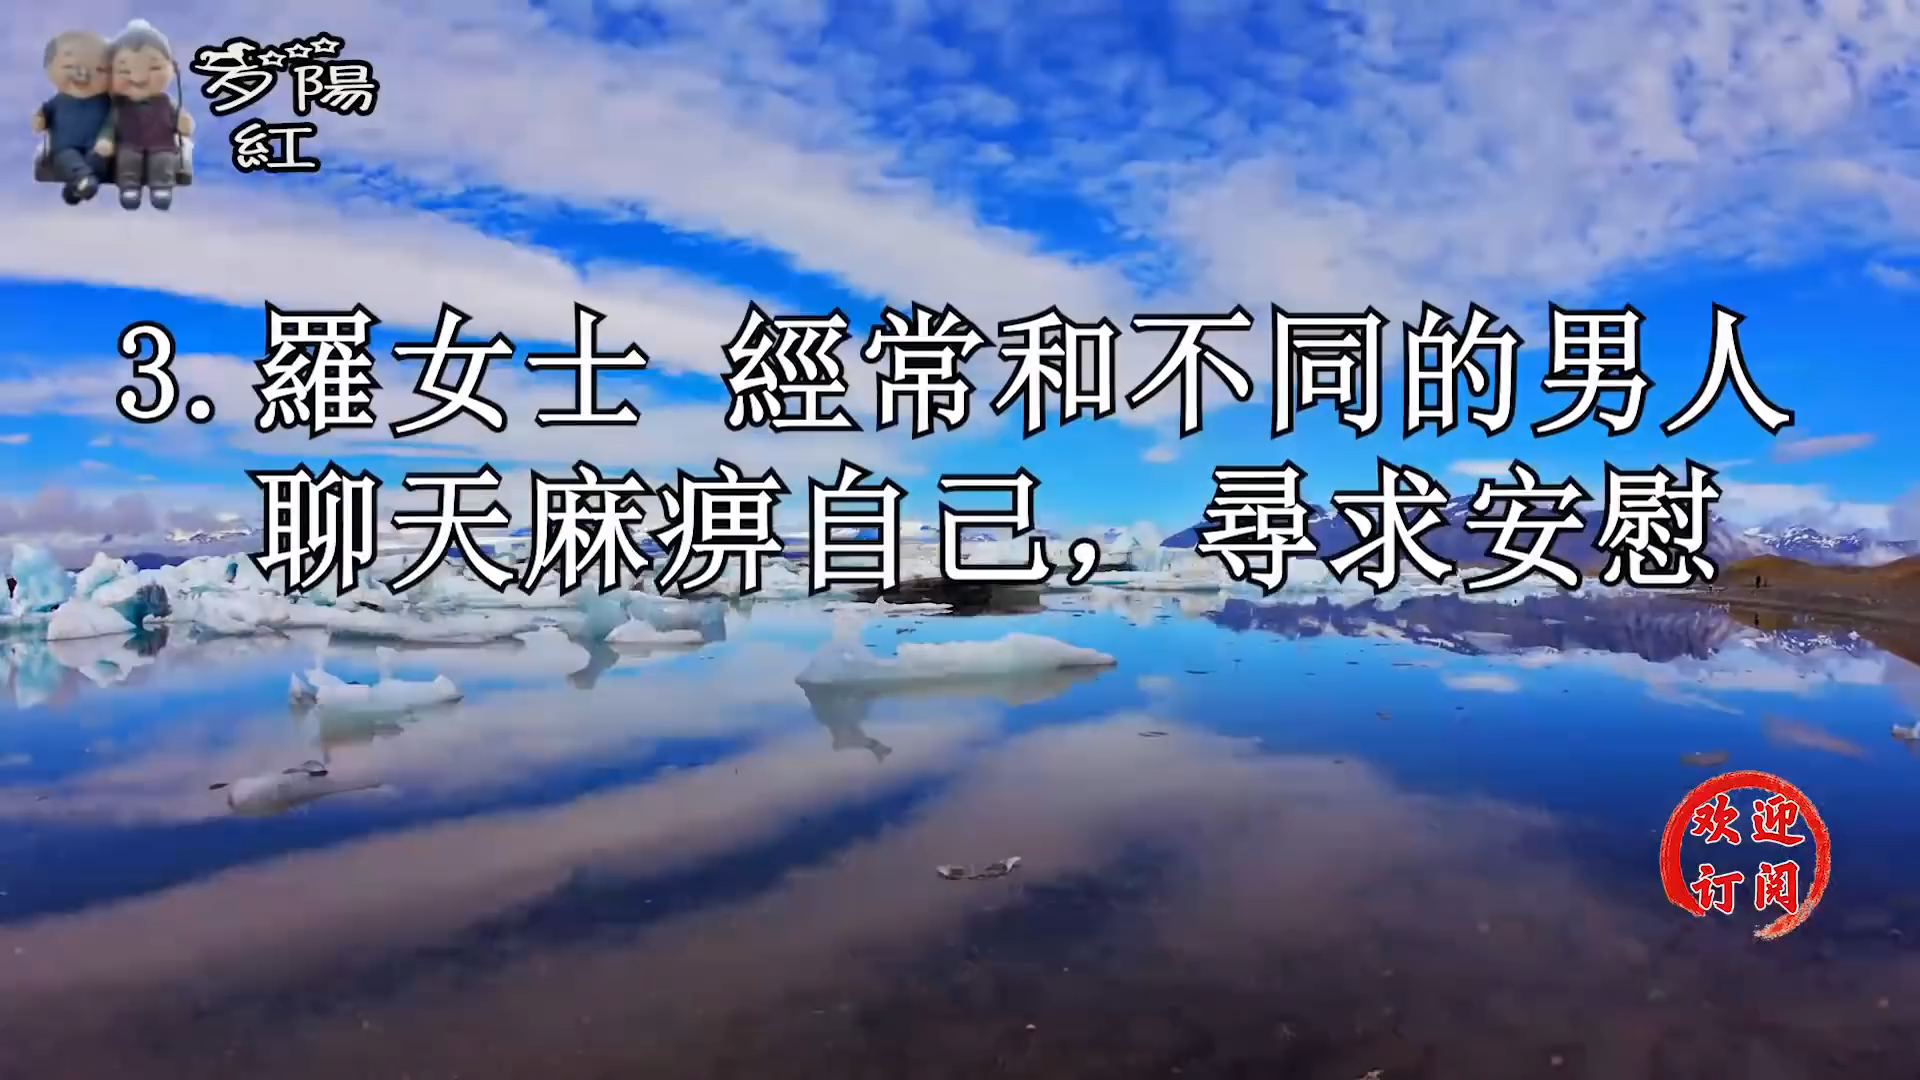 夕陽
紅
3.羅女士 經常和不同的男人
聊天麻痹自己，尋求安慰
欢迎
订阅